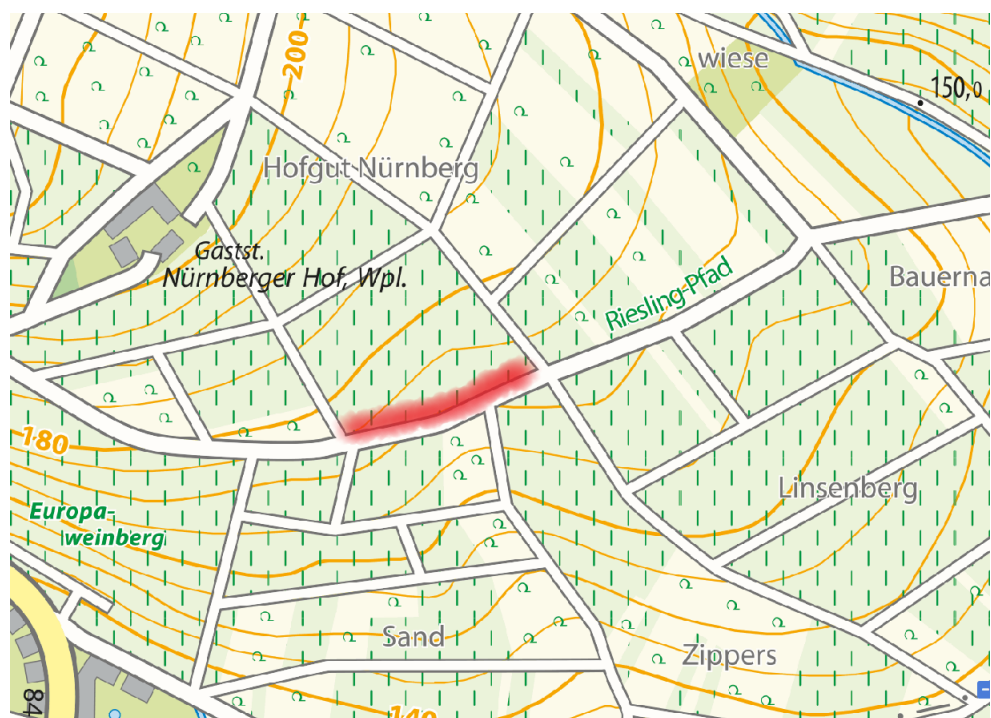 200
wiese
150,0
Hofgut Nürnberg
Gastst.
Nürnberger Hof, Wpl.
Riesling-Pfad
Bauerna
180
Europa-
weinberg
Linsenberg
Sand
Zippers
84
140